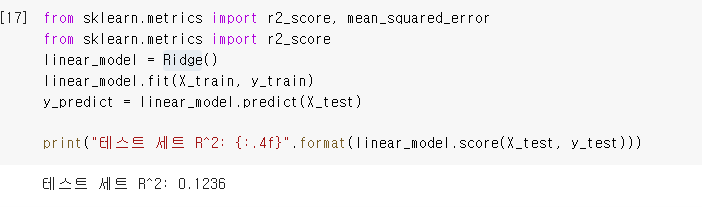 [17] from sklearn.metrics import r2_score, mean_squared_error
from sklearn.metrics import r2_score
linear_model = Ridge()
linear_model.fit(X_train, y_train)
y_predict = linear_model.predict(X_test)
print("테스트 세트 R^2: {:.4f}".format(linear_model.score(X_test, y_test)))
테스트 세트 R^2: 0.1236